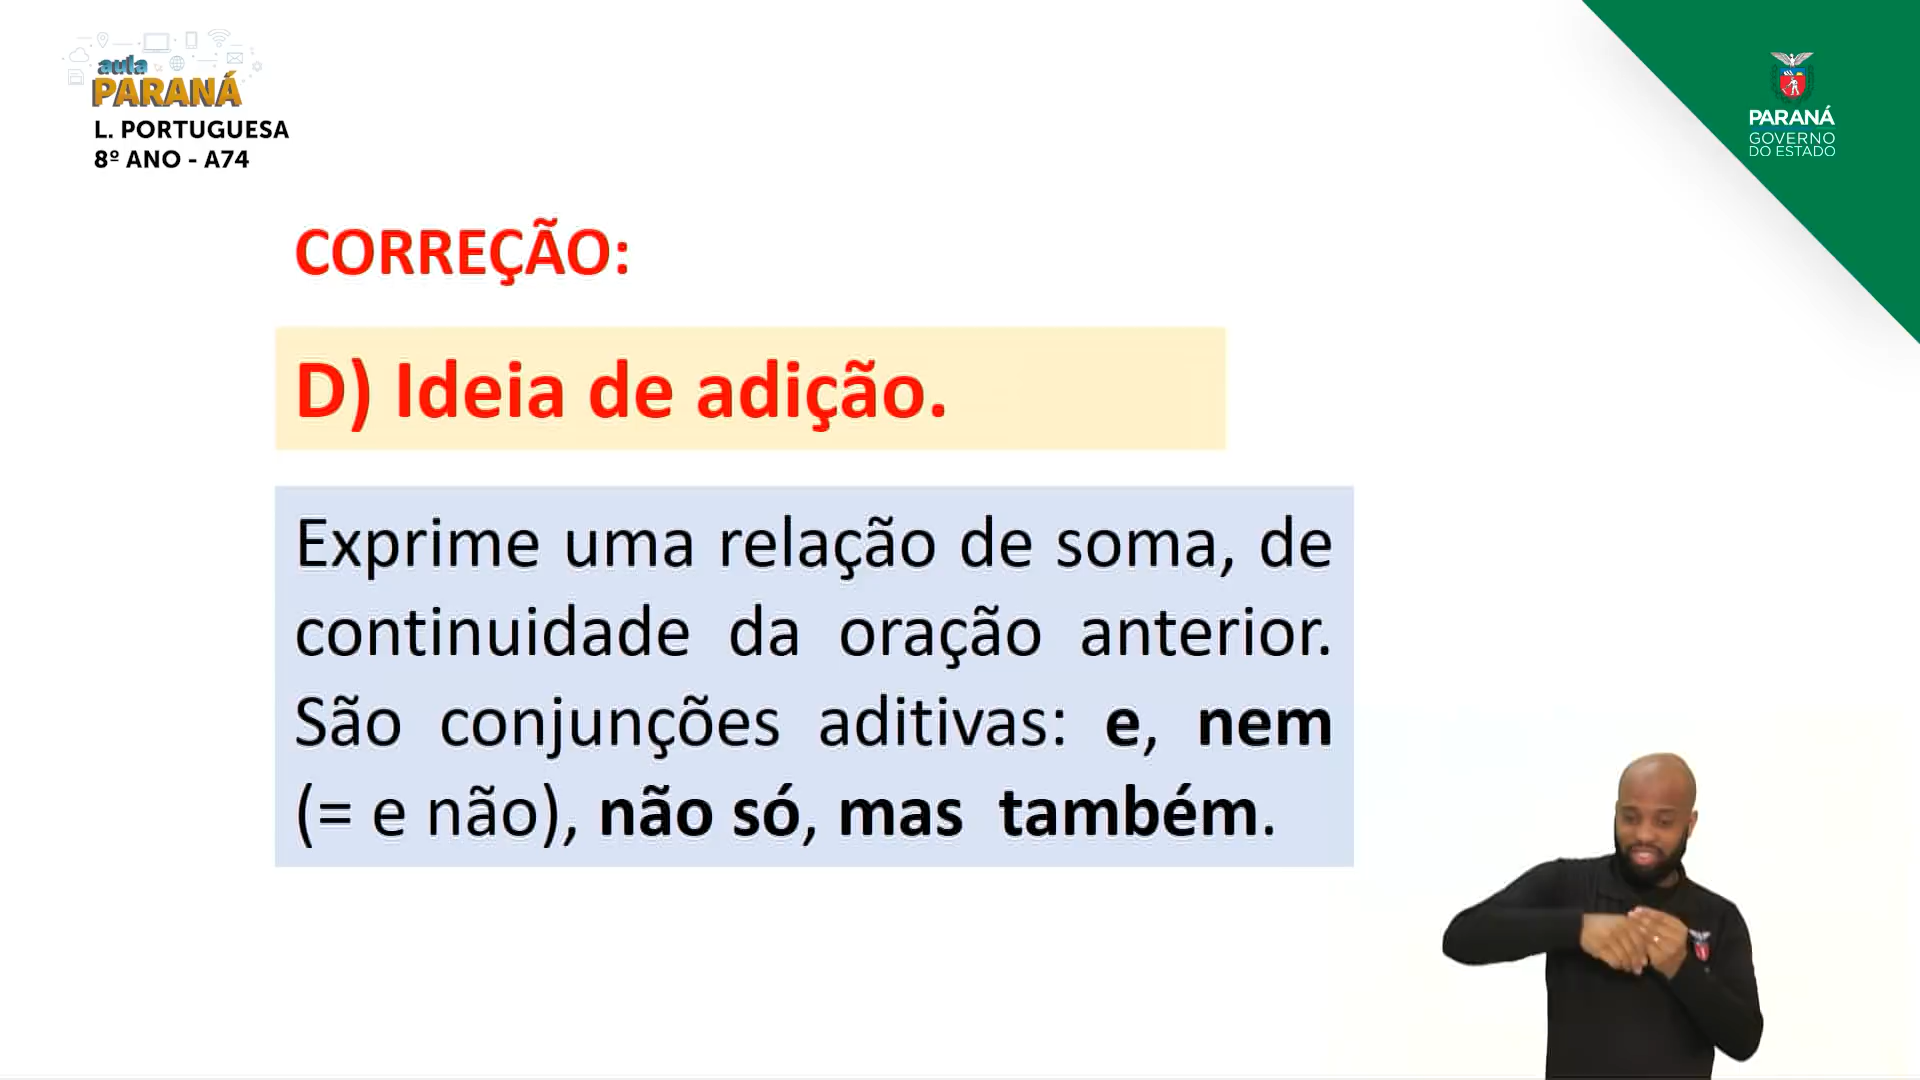 aula
PARANÁ
L. PORTUGUESA
8º ANO - A74
PARANÁ
GOVERNO
DO ESTADO
CORREÇÃO:
D) Ideia de adição.
Exprime uma relação de soma, de
continuidade da oração anterior.
São conjunções aditivas: e, nem
(= e não), não só, mas também.